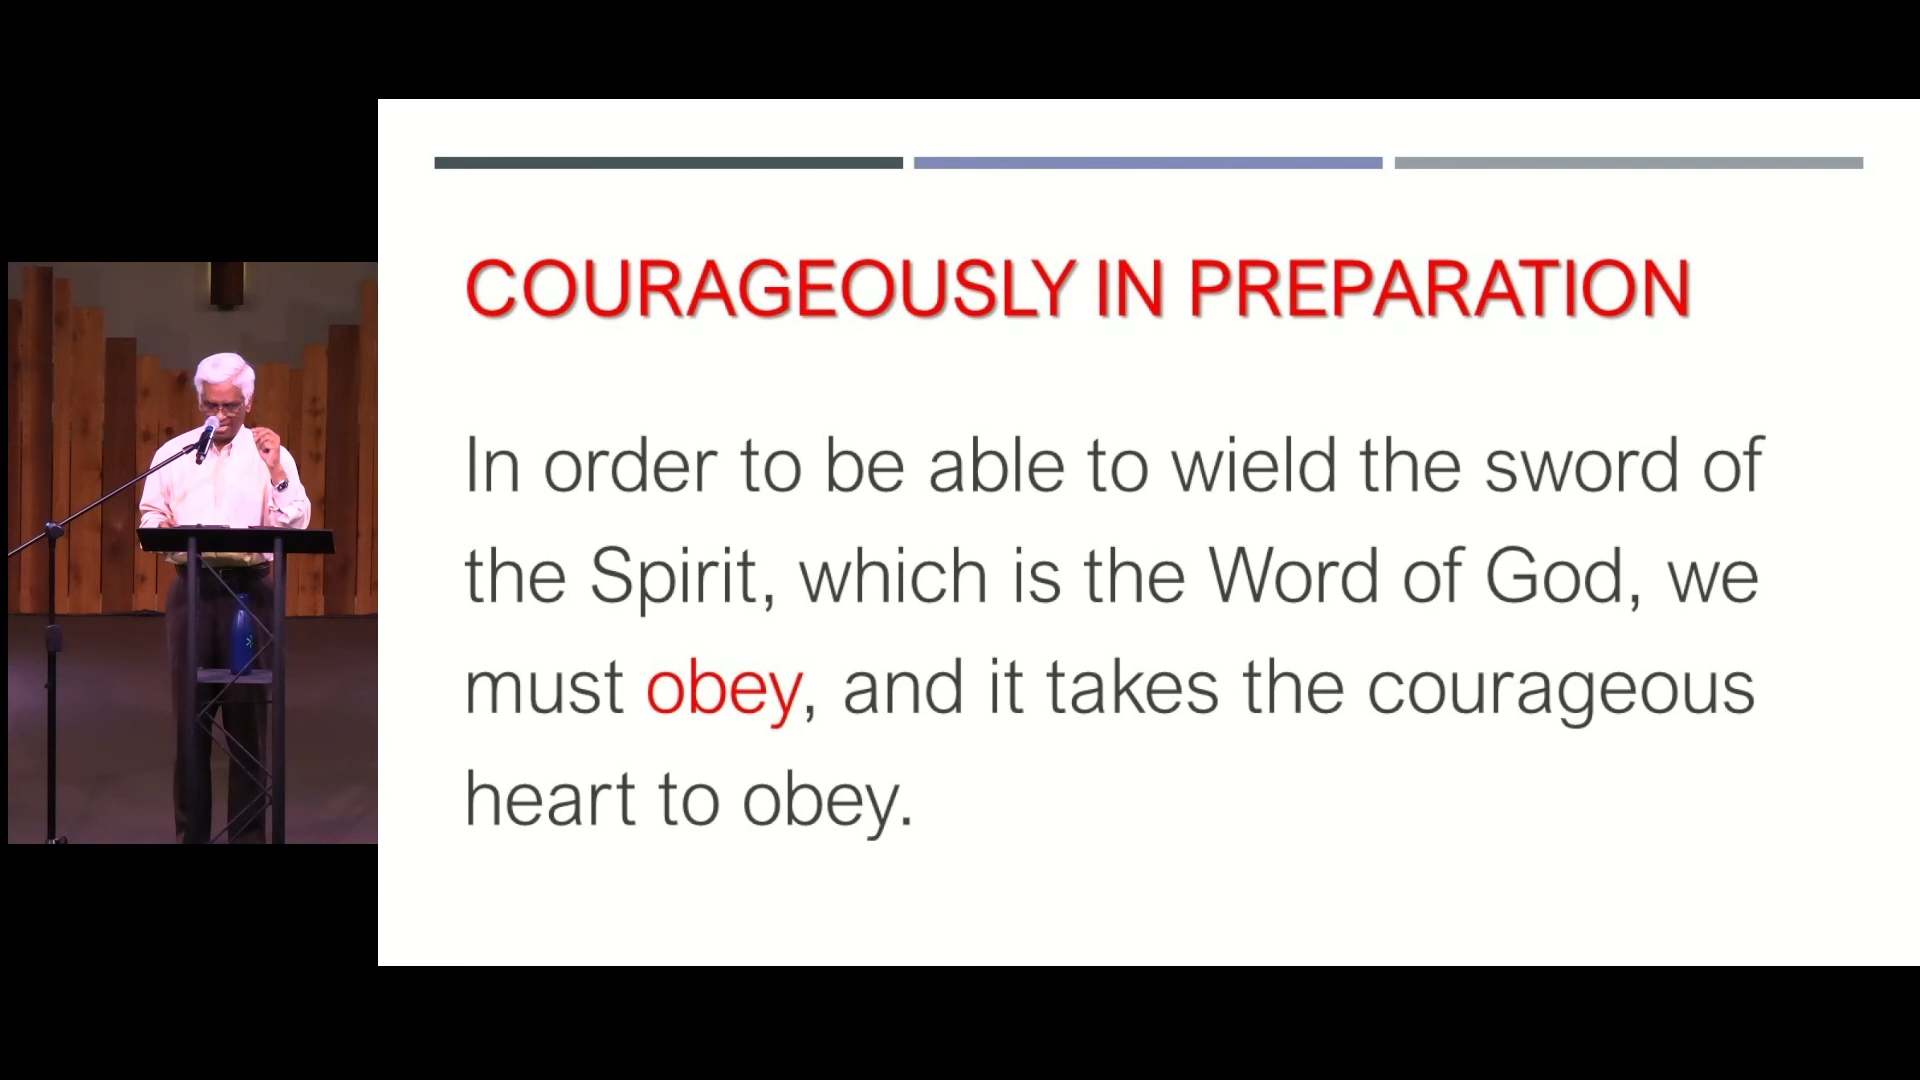 COURAGEOUSLY IN PREPARATION
In order to be able to wield the sword of
the Spirit, which is the Word of God, we
must obey, and it takes the courageous
heart to obey.